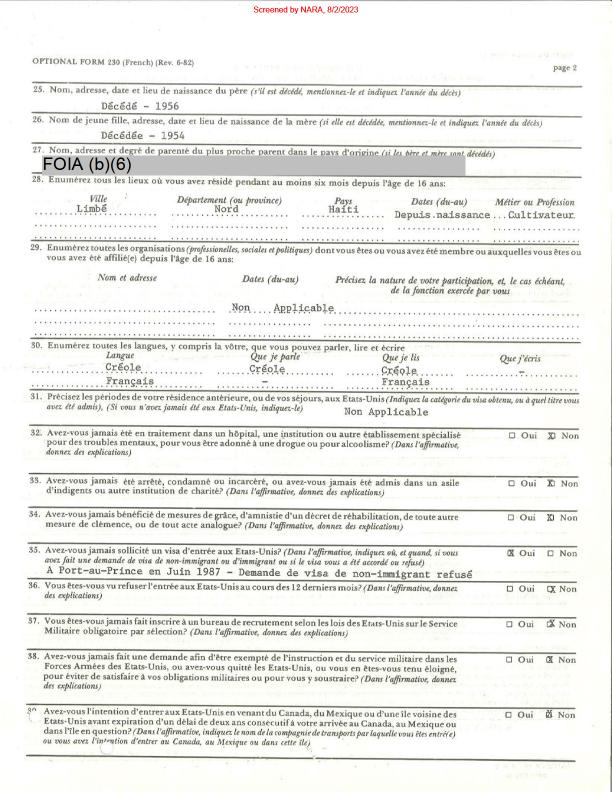 Screened by NARA, 8/2/2023
OPTIONAL FORM 230 (French) (Rev. 6-82)
page 2
25. Nom, adresse, date et lieu de naissance du père (s'il est décédé, mentionnez-le et indiquez l'année du décès)
Décédé - 1956
26. Nom de jeune fille, adresse, date et lieu de naissance de la mère (si elle est décédée, mentionnez-le et indiquez l'année du décès)
Décédée - 1954
27. Nom, adresse et degré de parenté du plus proche parent dans le pays d'origine (si les père et mère sont décédés)
FOIA (b)(6)
28. Enumérez tous les lieux où vous avez résidé pendant au moins six mois depuis l'âge de 16 ans:
Ville Département (ou province) Pays Dates (du-au) Métier ou Profession
Limbé Nord Haïti Depuis naissance Cultivateur
29. Enumérez toutes les organisations (professionelles, sociales et politiques) dont vous êtes ou vous avez été membre ou auxquelles vous êtes ou
vous avez été affilié(e) depuis l'âge de 16 ans:
Nom et adresse Dates (du-au) Précisez la nature de votre participation, et, le cas échéant,
de la fonction exercée par vous
Non Applicable
30. Enumérez toutes les langues, y compris la vôtre, que vous pouvez parler, lire et écrire
Langue Que je parle Que je lis Que j'écris
Créole Créole Créole -
Français - Français
31. Précisez les périodes de votre résidence antérieure, ou de vos séjours, aux Etats-Unis (Indiquez la catégorie du visa obtenu, ou à quel titre vous
avez été admis), (Si vous n'avez jamais été aux Etats-Unis, indiquez-le)
Non Applicable
32. Avez-vous jamais été en traitement dans un hôpital, une institution ou autre établissement spécialisé
pour des troubles mentaux, pour vous être adonné à une drogue ou pour alcoolisme? (Dans l'affirmative,
donnez des explications)
☐ Oui ☒ Non
33. Avez-vous jamais été arrêté, condamné ou incarcéré, ou avez-vous jamais été admis dans un asile
d'indigents ou autre institution de charité? (Dans l'affirmative, donnez des explications)
☐ Oui ☒ Non
34. Avez-vous jamais bénéficié de mesures de grâce, d'amnistie d'un décret de réhabilitation, de toute autre
mesure de clémence, ou de tout acte analogue? (Dans l'affirmative, donnez des explications)
☐ Oui ☒ Non
35. Avez-vous jamais sollicité un visa d'entrée aux Etats-Unis? (Dans l'affirmative, indiquez où, et quand, si vous
avez fait une demande de visa de non-immigrant ou d'immigrant ou si le visa vous a été accordé ou refusé)
☒ Oui ☐ Non
A Port-au-Prince en Juin 1987 - Demande de visa de non-immigrant refusé
36. Vous êtes-vous vu refuser l'entrée aux Etats-Unis au cours des 12 derniers mois? (Dans l'affirmative, donnez
des explications)
☐ Oui ☒ Non
37. Vous êtes-vous jamais fait inscrire à un bureau de recrutement selon les lois des Etats-Unis sur le Service
Militaire obligatoire par sélection? (Dans l'affirmative, donnez des explications)
☐ Oui ☒ Non
38. Avez-vous jamais fait une demande afin d'être exempté de l'instruction et du service militaire dans les
Forces Armées des Etats-Unis, ou avez-vous quitté les Etats-Unis, ou vous en êtes-vous tenu éloigné,
pour éviter de satisfaire à vos obligations militaires ou pour vous y soustraire? (Dans l'affirmative, donnez
des explications)
☐ Oui ☒ Non
Avez-vous l'intention d'entrer aux Etats-Unis en venant du Canada, du Mexique ou d'une île voisine des
Etats-Unis avant expiration d'un délai de deux ans consécutif à votre arrivée au Canada, au Mexique ou
dans l'île en question? (Dans l'affirmative, indiquez le nom de la compagnie de transports par laquelle vous êtes entré(e)
ou vous avez l'intention d'entrer au Canada, au Mexique ou dans cette île)
☐ Oui ☒ Non